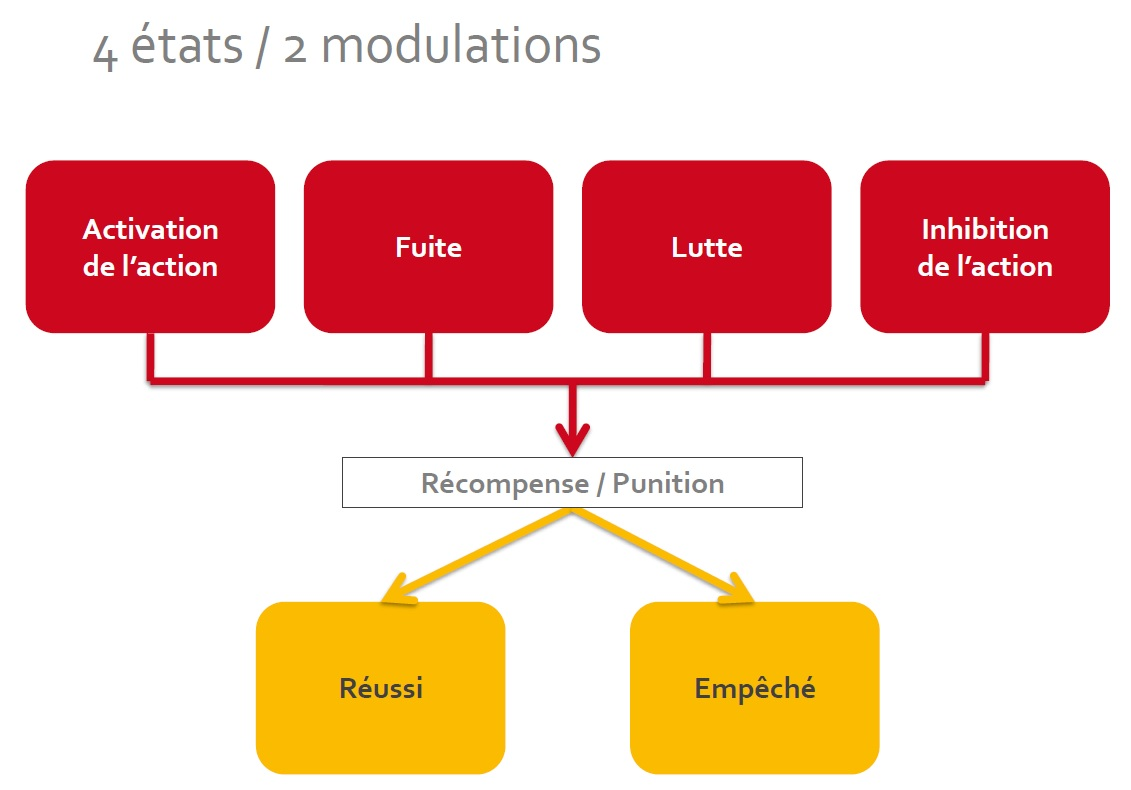 4 états / 2 modulations
Activation
de l’action
Fuite
Lutte
Inhibition
de l’action
Récompense / Punition
Réussi
Empêché